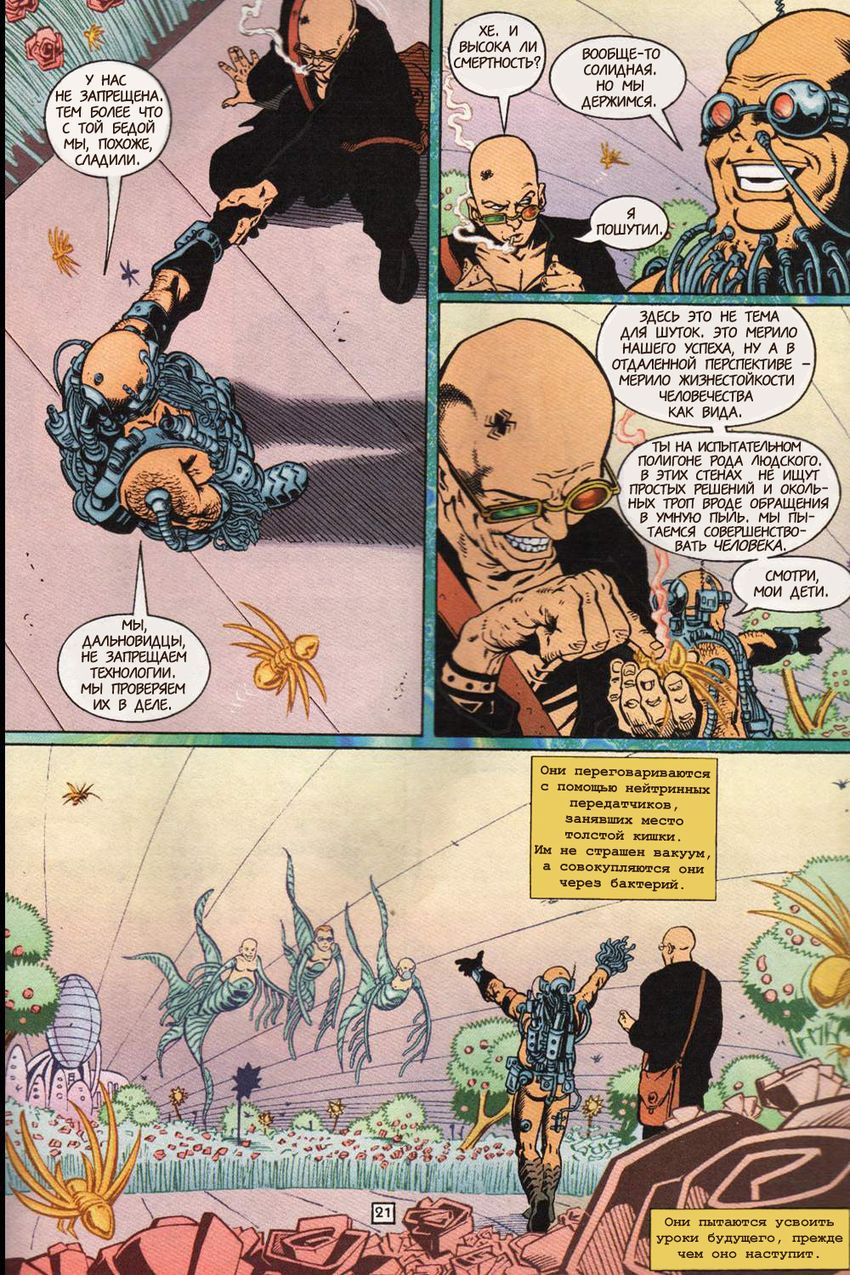 У НАС
НЕ ЗАПРЕЩЕНА.
ТЕМ БОЛЕЕ ЧТО
С ТОЙ БЕДОЙ
МЫ, ПОХОЖЕ,
СЛАДИЛИ.
МЫ,
ДАЛЬНОВИДЦЫ,
НЕ ЗАПРЕЩАЕМ
ТЕХНОЛОГИИ.
МЫ ПРОВЕРЯЕМ
ИХ В ДЕЛЕ.
ХЕ. И
ВЫСОКА ЛИ
СМЕРТНОСТЬ?
ВООБЩЕ-ТО
СОЛИДНАЯ.
НО МЫ
ДЕРЖИМСЯ.
Я
ПОШУТИЛ.
ЗДЕСЬ ЭТО НЕ ТЕМА
ДЛЯ ШУТОК. ЭТО МЕРИЛО
НАШЕГО УСПЕХА, НУ А В
ОТДАЛЕННОЙ ПЕРСПЕКТИВЕ –
МЕРИЛО ЖИЗНЕСТОЙКОСТИ
ЧЕЛОВЕЧЕСТВА
КАК ВИДА.
ТЫ НА ИСПЫТАТЕЛЬНОМ
ПОЛИГОНЕ РОДА ЛЮДСКОГО.
В ЭТИХ СТЕНАХ НЕ ИЩУТ
ПРОСТЫХ РЕШЕНИЙ И ОКОЛЬ-
НЫХ ТРОП ВРОДЕ ОБРАЩЕНИЯ
В УМНУЮ ПЫЛЬ. МЫ ПЫ-
ТАЕМСЯ СОВЕРШЕНСТВО-
ВАТЬ ЧЕЛОВЕКА.
СМОТРИ,
МОИ ДЕТИ.
Они переговариваются
с помощью нейтринных
передатчиков,
занявших место
толстой кишки.
Им не страшен вакуум,
а совокупляются они
через бактерий.
21
Они пытаются усвоить
уроки будущего, прежде
чем оно наступит.